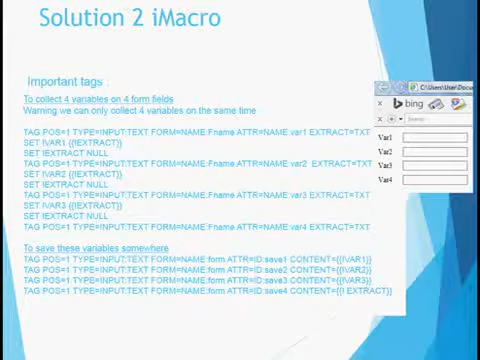 Solution 2 iMacro
Important tags :
To collect 4 variables on 4 form fields
Warning we can only collect 4 variables on the same time
TAG POS=1 TYPE=INPUT:TEXT FORM=NAME:Fname ATTR=NAME:var1 EXTRACT=TXT
SET !VAR1 {{!EXTRACT}}
SET !EXTRACT NULL
TAG POS=1 TYPE=INPUT:TEXT FORM=NAME:Fname ATTR=NAME:var2 EXTRACT=TXT
SET !VAR2 {{!EXTRACT}}
SET !EXTRACT NULL
TAG POS=1 TYPE=INPUT:TEXT FORM=NAME:Fname ATTR=NAME:var3 EXTRACT=TXT
SET !VAR3 {{!EXTRACT}}
SET !EXTRACT NULL
TAG POS=1 TYPE=INPUT:TEXT FORM=NAME:Fname ATTR=NAME:var4 EXTRACT=TXT
To save these variables somewhere
TAG POS=1 TYPE=INPUT:TEXT FORM=NAME:form ATTR=ID:save1 CONTENT={{!VAR1}}
TAG POS=1 TYPE=INPUT:TEXT FORM=NAME:form ATTR=ID:save2 CONTENT={{!VAR2}}
TAG POS=1 TYPE=INPUT:TEXT FORM=NAME:form ATTR=ID:save3 CONTENT={{!VAR3}}
TAG POS=1 TYPE=INPUT:TEXT FORM=NAME:form ATTR=ID:save4 CONTENT={{! EXTRACT}}
C:\Users\User\Docu
x bing
x Search
Var1
Var2
Var3
Var4